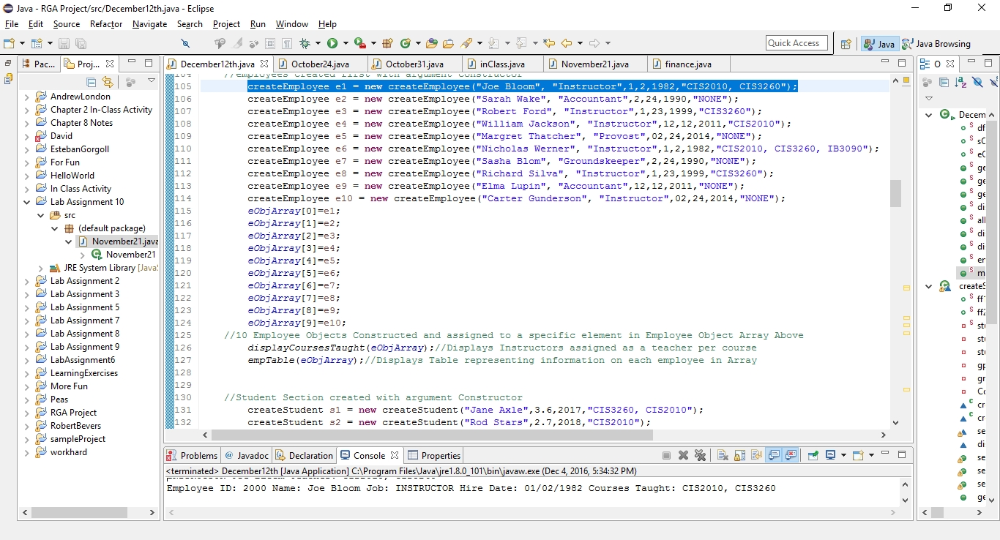 Java - RGA Project/src/December12th.java - Eclipse
File Edit Source Refactor Navigate Search Project Run Window Help
Quick Access Java Java Browsing
Pac... Proj...
AndrewLondon
Chapter 2 In-Class Activity
Chapter 8 Notes
David
EstebanGorgoll
For Fun
HelloWorld
In Class Activity
Lab Assignment 10
src
(default package)
November21.java
November21
JRE System Library [Java
Lab Assignment 2
Lab Assignment 3
Lab Assignment 5
Lab Assignment 7
Lab Assignment 8
Lab Assignment 9
LabAssignment6
LearningExercises
More Fun
Peas
RGA Project
RobertBevers
sampleProject
workhard
December12th.java October24.java October31.java inClass.java November21.java finance.java
104 //employees Created first with argument Constructor
105 createEmployee e1 = new createEmployee("Joe Bloom", "Instructor",1,2,1982,"CIS2010, CIS3260");
106 createEmployee e2 = new createEmployee("Sarah Wake", "Accountant",2,24,1990,"NONE");
107 createEmployee e3 = new createEmployee("Robert Ford", "Instructor",1,23,1999,"CIS3260");
108 createEmployee e4 = new createEmployee("William Jackson", "Instructor",12,12,2011,"CIS2010");
109 createEmployee e5 = new createEmployee("Margret Thatcher", "Provost",02,24,2014,"NONE");
110 createEmployee e6 = new createEmployee("Nicholas Werner", "Instructor",1,2,1982,"CIS2010, CIS3260, IB3090");
111 createEmployee e7 = new createEmployee("Sasha Blom", "Groundskeeper",2,24,1990,"NONE");
112 createEmployee e8 = new createEmployee("Richard Silva", "Instructor",1,23,1999,"CIS3260");
113 createEmployee e9 = new createEmployee("Elma Lupin", "Accountant",12,12,2011,"NONE");
114 createEmployee e10 = new createEmployee("Carter Gunderson", "Instructor",02,24,2014,"NONE");
115 eObjArray[0]=e1;
116 eObjArray[1]=e2;
117 eObjArray[2]=e3;
118 eObjArray[3]=e4;
119 eObjArray[4]=e5;
120 eObjArray[5]=e6;
121 eObjArray[6]=e7;
122 eObjArray[7]=e8;
123 eObjArray[8]=e9;
124 eObjArray[9]=e10;
125 //10 Employee Objects Constructed and assigned to a specific element in Employee Object Array Above
126 displayCoursesTaught(eObjArray);//Displays Instructors assigned as a teacher per course
127 empTable(eObjArray);//Displays Table representing information on each employee in Array
128
129
130 //Student Section created with argument Constructor
131 createStudent s1 = new createStudent("Jane Axle",3.6,2017,"CIS3260, CIS2010");
132 createStudent s2 = new createStudent("Rod Stars",2.7,2018,"CIS2010");
Problems Javadoc Declaration Console Properties
<terminated> December12th [Java Application] C:\Program Files\Java\jre1.8.0_101\bin\javaw.exe (Dec 4, 2016, 5:34:32 PM)
Employee ID: 2000 Name: Joe Bloom Job: INSTRUCTOR Hire Date: 01/02/1982 Courses Taught: CIS2010, CIS3260
O
Decem
df
sC
eC
ge
ge
ge
di
al
di
di
en
m
createS
ff1
ff2
stu
stu
stu
gp
gr
Co
cr
cr
se
di
se
se
se
ge